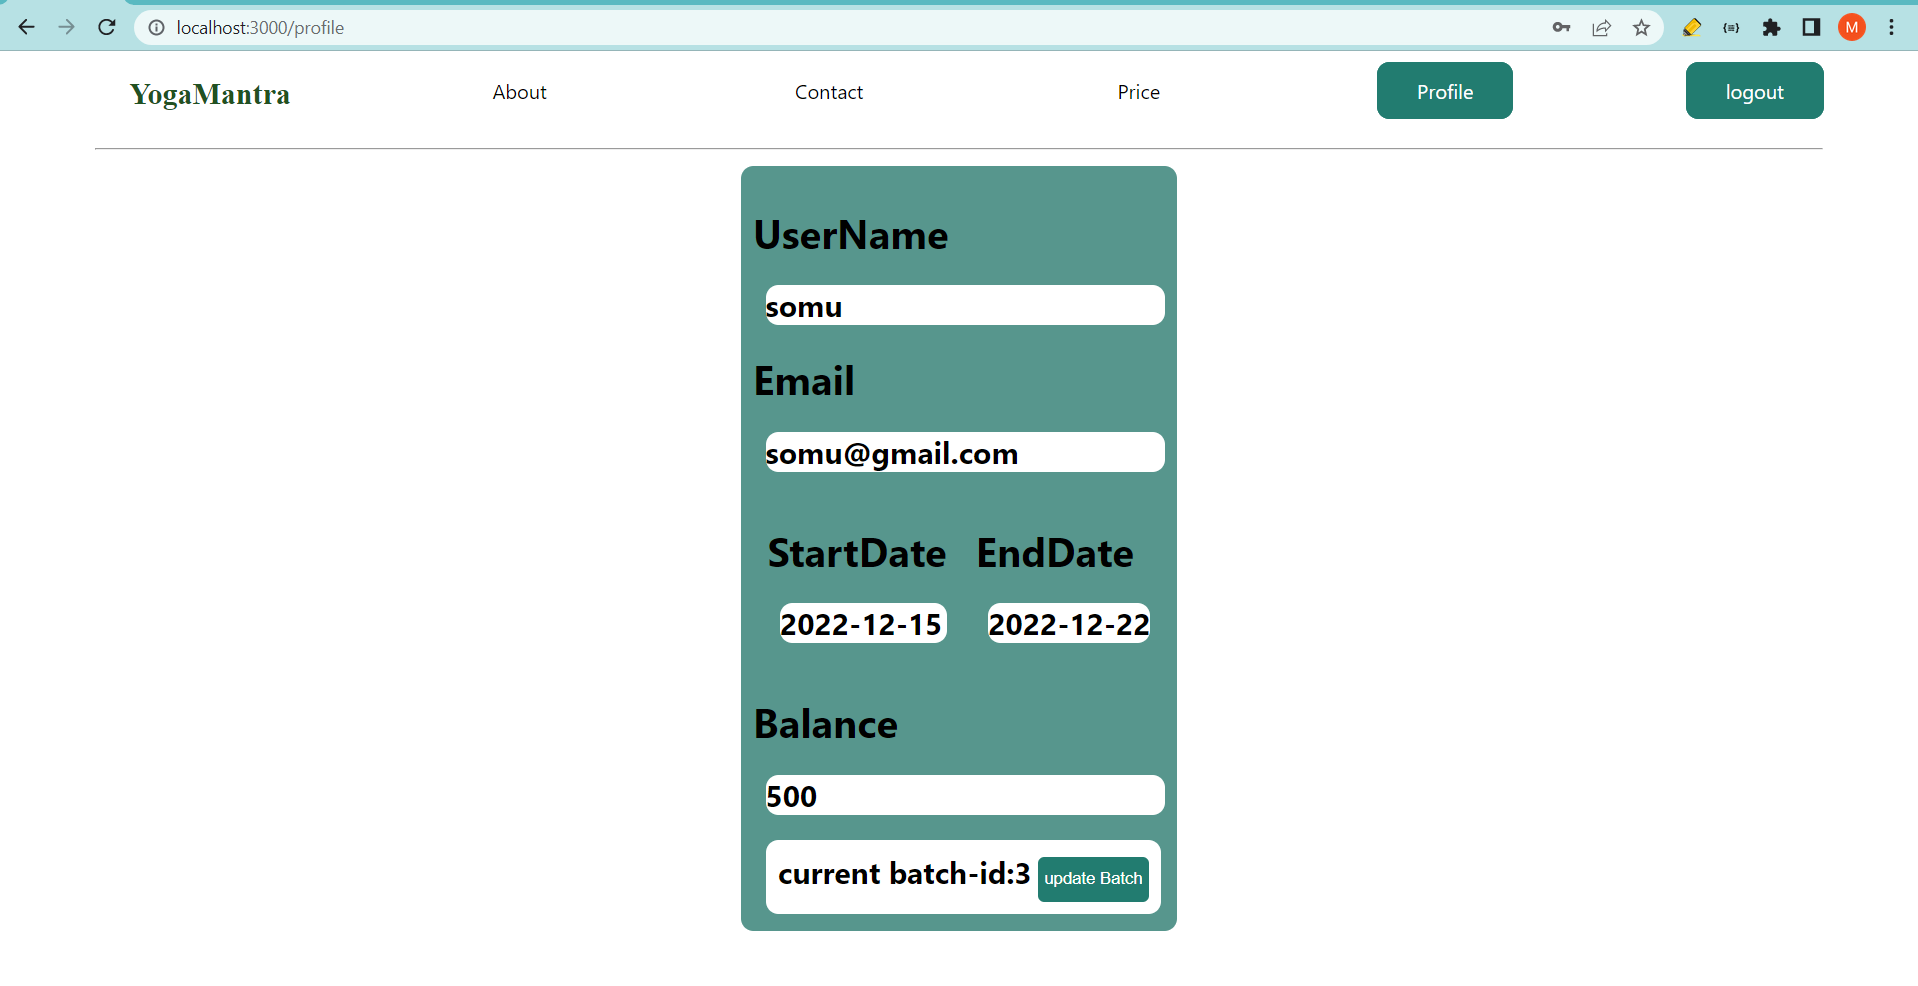 localhost:3000/profile
M
YogaMantra About Contact Price Profile logout
UserName
somu
Email
somu@gmail.com
StartDate EndDate
2022-12-15 2022-12-22
Balance
500
current batch-id:3 update Batch